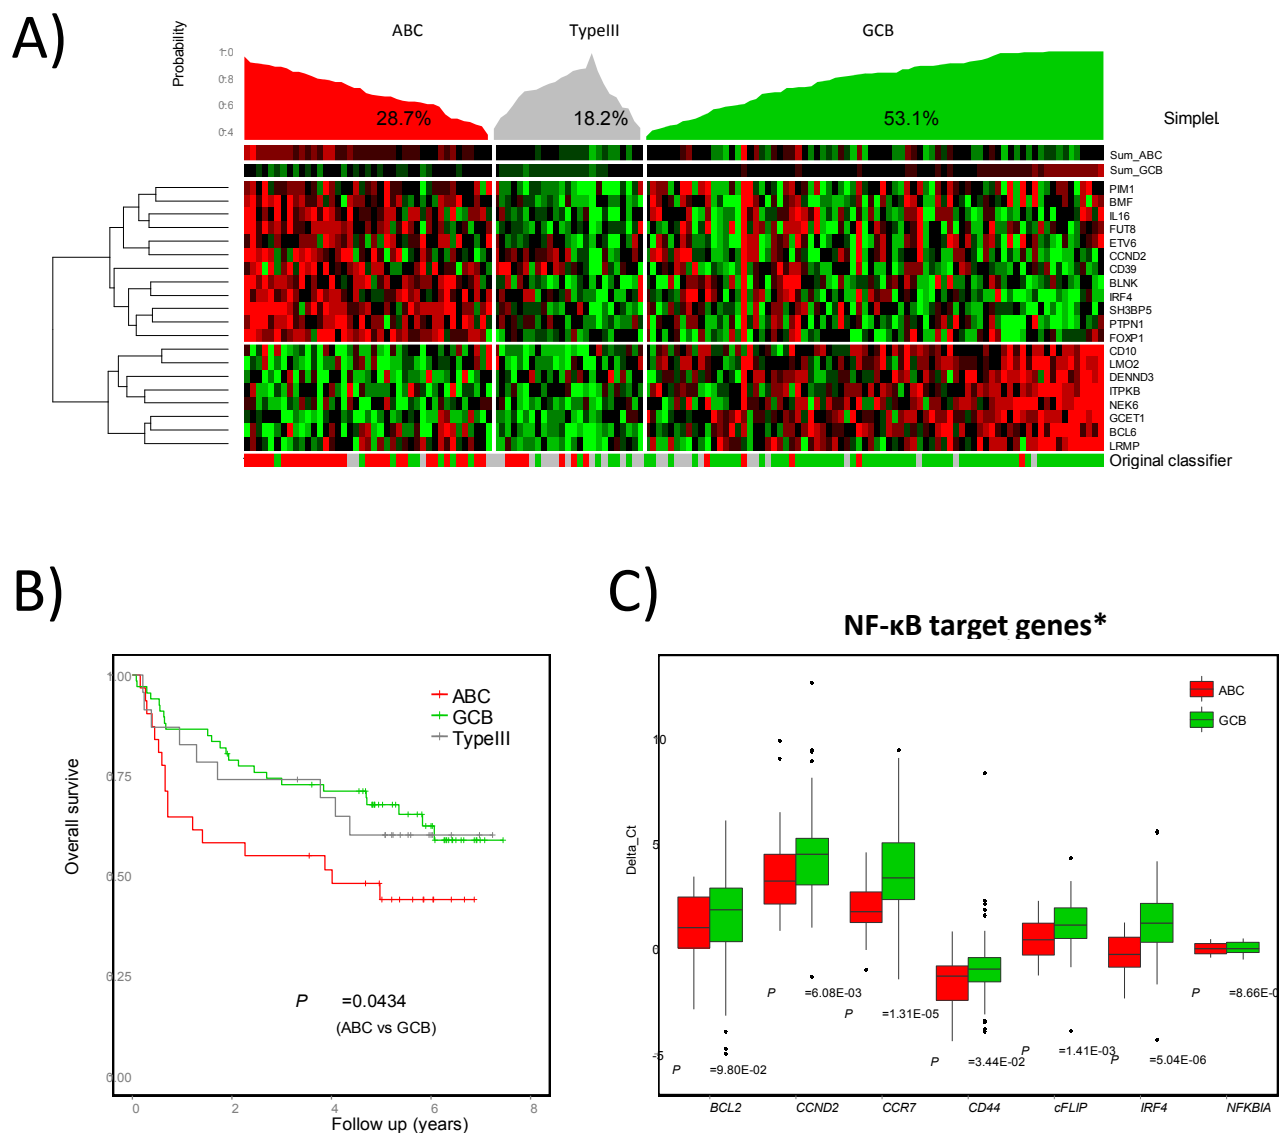 A)
ABC
TypeIII
GCB
Probability
1.0
0.8
0.6
0.4
28.7%
18.2%
53.1%
SimpleL
Sum_ABC
Sum_GCB
PIM1
BMF
IL16
FUT8
ETV6
CCND2
CD39
BLNK
IRF4
SH3BP5
PTPN1
FOXP1
CD10
LMO2
DENND3
ITPKB
NEK6
GCET1
BCL6
LRMP
Original classifier
B)
1.00
0.75
0.50
0.25
0.00
Overall survive
ABC
GCB
TypeIII
P =0.0434
(ABC vs GCB)
0 2 4 6 8
Follow up (years)
C)
NF-κB target genes*
ABC
GCB
Delta_Ct
10
5
0
-5
P =9.80E-02
P =6.08E-03
P =1.31E-05
P =3.44E-02
P =1.41E-03
P =5.04E-06
P =8.66E-0
BCL2 CCND2 CCR7 CD44 cFLIP IRF4 NFKBIA